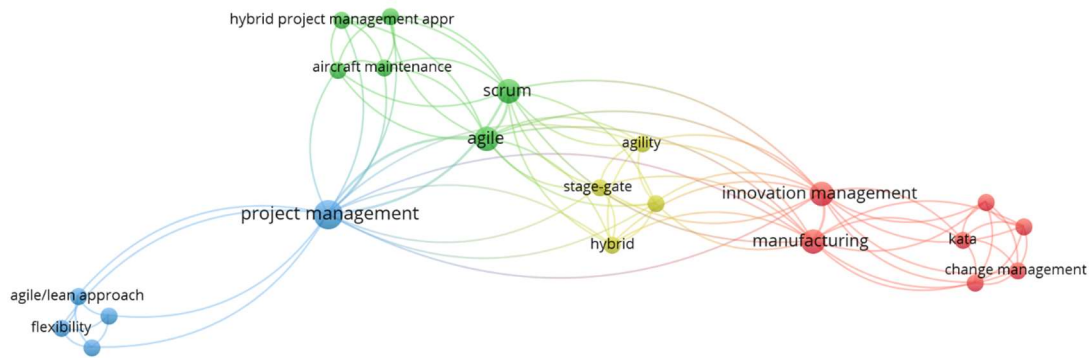 hybrid project management appr
aircraft maintenance
scrum
agile
agility
stage-gate
innovation management
project management
hybrid
manufacturing
kata
change management
agile/lean approach
flexibility